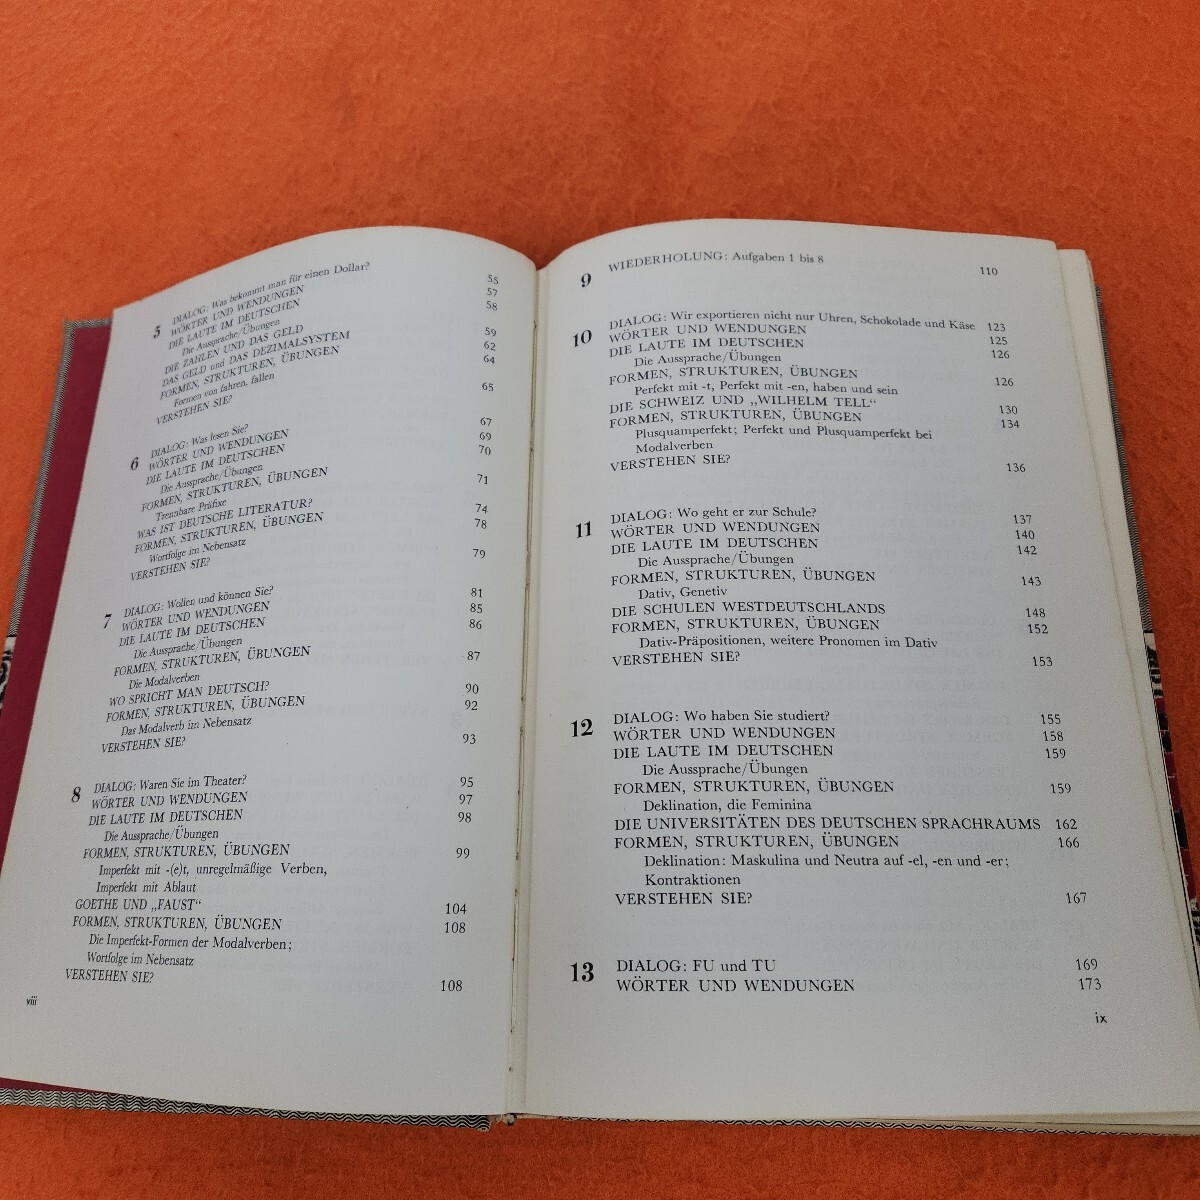 5 DIALOG: Was bekommt man für einen Dollar? 55
WÖRTER UND WENDUNGEN 57
DIE LAUTE IM DEUTSCHEN 58
Die Aussprache/Übungen
DIE ZAHLEN UND DAS GELD 59
DAS GELD und DAS DEZIMALSYSTEM 62
FORMEN, STRUKTUREN, ÜBUNGEN 64
Formen von fahren, fallen
VERSTEHEN SIE? 65
6 DIALOG: Was lesen Sie? 67
WÖRTER UND WENDUNGEN 69
DIE LAUTE IM DEUTSCHEN 70
Die Aussprache/Übungen
FORMEN, STRUKTUREN, ÜBUNGEN 71
Trennbare Präfixe
WAS IST DEUTSCHE LITERATUR? 74
FORMEN, STRUKTUREN, ÜBUNGEN 78
Wortfolge im Nebensatz
VERSTEHEN SIE? 79
7 DIALOG: Wollen und können Sie? 81
WÖRTER UND WENDUNGEN 85
DIE LAUTE IM DEUTSCHEN 86
Die Aussprache/Übungen
FORMEN, STRUKTUREN, ÜBUNGEN 87
Die Modalverben
WO SPRICHT MAN DEUTSCH? 90
FORMEN, STRUKTUREN, ÜBUNGEN 92
Das Modalverb im Nebensatz
VERSTEHEN SIE? 93
8 DIALOG: Waren Sie im Theater? 95
WÖRTER UND WENDUNGEN 97
DIE LAUTE IM DEUTSCHEN 98
Die Aussprache/Übungen
FORMEN, STRUKTUREN, ÜBUNGEN 99
Imperfekt mit -(e)t, unregelmäßige Verben,
Imperfekt mit Ablaut
GOETHE UND „FAUST“ 104
FORMEN, STRUKTUREN, ÜBUNGEN 108
Die Imperfekt-Formen der Modalverben;
Wortfolge im Nebensatz
VERSTEHEN SIE? 108
viii
9 WIEDERHOLUNG: Aufgaben 1 bis 8 110
10 DIALOG: Wir exportieren nicht nur Uhren, Schokolade und Käse 123
WÖRTER UND WENDUNGEN 125
DIE LAUTE IM DEUTSCHEN 126
Die Aussprache/Übungen
FORMEN, STRUKTUREN, ÜBUNGEN 126
Perfekt mit -t, Perfekt mit -en, haben und sein
DIE SCHWEIZ UND „WILHELM TELL“ 130
FORMEN, STRUKTUREN, ÜBUNGEN 134
Plusquamperfekt; Perfekt und Plusquamperfekt bei
Modalverben
VERSTEHEN SIE? 136
11 DIALOG: Wo geht er zur Schule? 137
WÖRTER UND WENDUNGEN 140
DIE LAUTE IM DEUTSCHEN 142
Die Aussprache/Übungen
FORMEN, STRUKTUREN, ÜBUNGEN 143
Dativ, Genetiv
DIE SCHULEN WESTDEUTSCHLANDS 148
FORMEN, STRUKTUREN, ÜBUNGEN 152
Dativ-Präpositionen, weitere Pronomen im Dativ
VERSTEHEN SIE? 153
12 DIALOG: Wo haben Sie studiert? 155
WÖRTER UND WENDUNGEN 158
DIE LAUTE IM DEUTSCHEN 159
Die Aussprache/Übungen
FORMEN, STRUKTUREN, ÜBUNGEN 159
Deklination, die Feminina
DIE UNIVERSITÄTEN DES DEUTSCHEN SPRACHRAUMS 162
FORMEN, STRUKTUREN, ÜBUNGEN 166
Deklination: Maskulina und Neutra auf -el, -en und -er;
Kontraktionen
VERSTEHEN SIE? 167
13 DIALOG: FU und TU 169
WÖRTER UND WENDUNGEN 173
ix